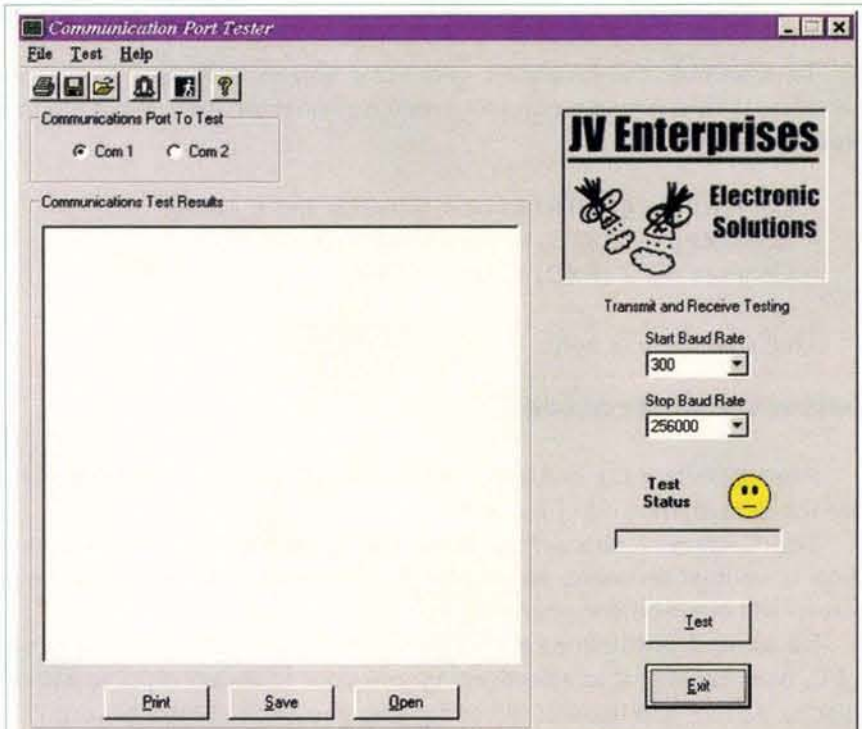 Communication Port Tester
File Test Help
Communications Port To Test
Com 1 Com 2
Communications Test Results
JV Enterprises
Electronic
Solutions
Transmit and Receive Testing
Start Baud Rate
300
Stop Baud Rate
256000
Test
Status
Test
Exit
Print Save Open